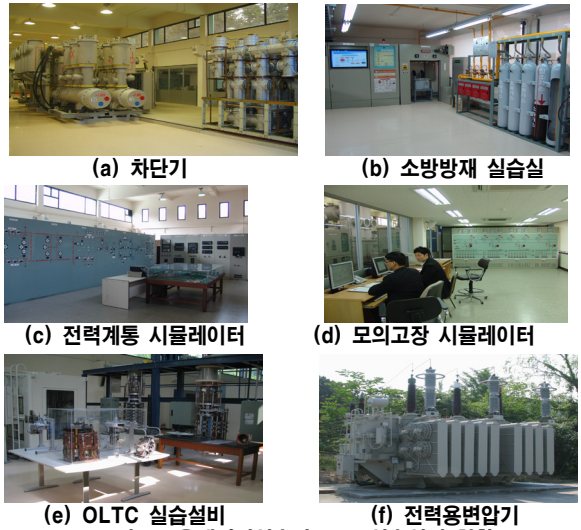 (a) 차단기
(b) 소방방재 실습실
(c) 전력계통 시뮬레이터
(d) 모의고장 시뮬레이터
(e) OLTC 실습설비
(f) 전력용변압기